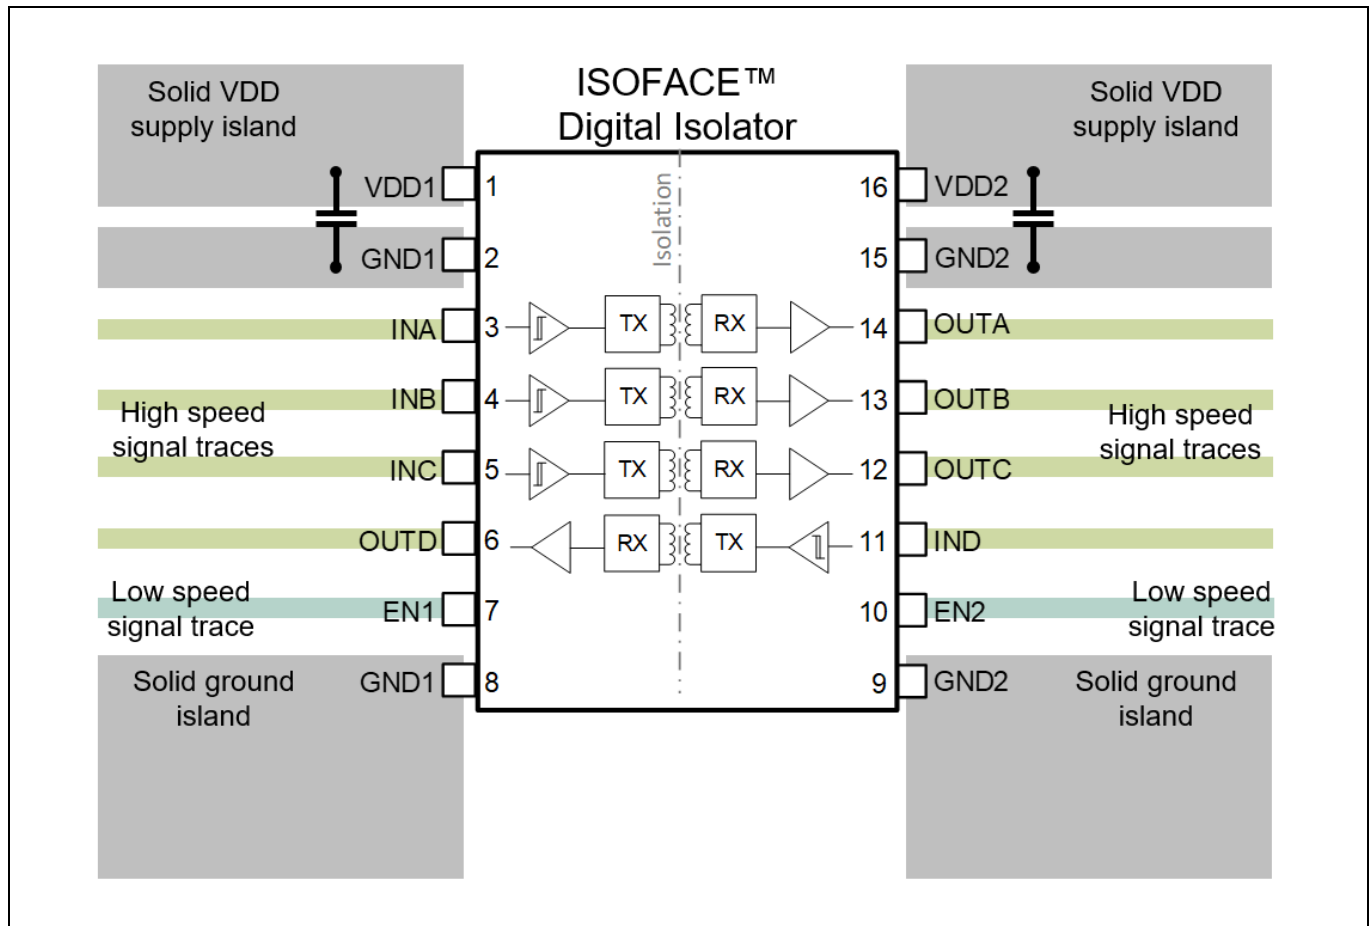 ISOFACE™
Digital Isolator
Solid VDD
supply island
Solid VDD
supply island
Isolation
VDD1 1
16 VDD2
GND1 2
15 GND2
INA 3 TX RX 14 OUTA
INB 4 TX RX 13 OUTB
High speed
signal traces
High speed
signal traces
INC 5 TX RX 12 OUTC
OUTD 6 RX TX 11 IND
Low speed
signal trace
EN1 7
10 EN2
Low speed
signal trace
GND1 8
9 GND2
Solid ground
island
Solid ground
island